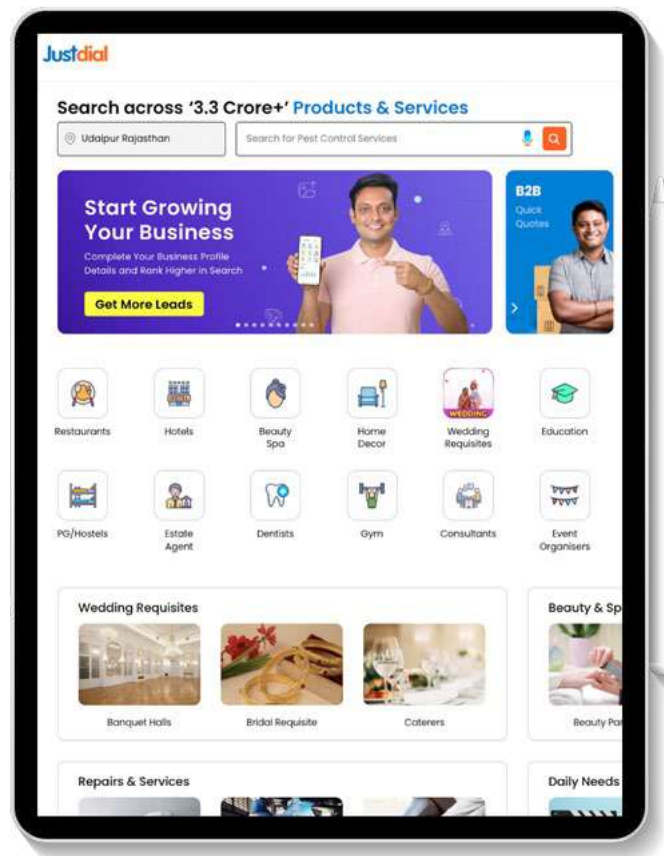 Justdial
Search across ‘3.3 Crore+’ Products & Services
Udaipur Rajasthan
Search for Pest Control Services
Start Growing
Your Business
Complete Your Business Profile
Details and Rank Higher in Search
Get More Leads
B2B
Quick
Quotes
Restaurants
Hotels
Beauty
Spa
Home
Decor
WEDDING
Wedding
Requisites
Education
PG/Hostels
Estate
Agent
Dentists
Gym
Consultants
Event
Organisers
Wedding Requisites
Banquet Halls
Bridal Requisite
Caterers
Beauty & Sp
Beauty Par
Repairs & Services
Daily Needs